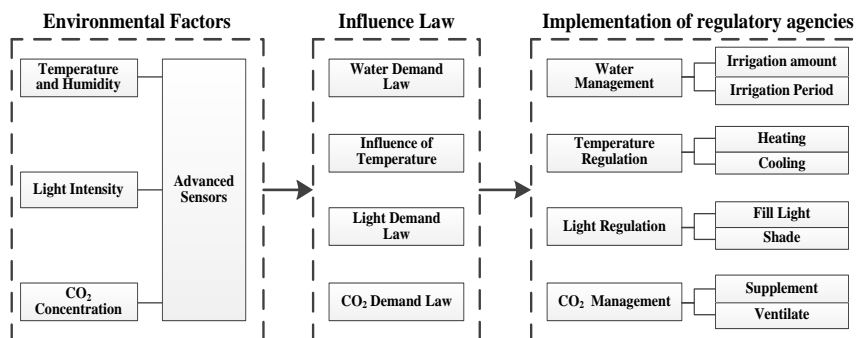 Environmental Factors
Temperature
and Humidity
Light Intensity
CO₂
Concentration
Advanced
Sensors
Influence Law
Water Demand
Law
Influence of
Temperature
Light Demand
Law
CO₂ Demand Law
Implementation of regulatory agencies
Water
Management
Irrigation amount
Irrigation Period
Temperature
Regulation
Heating
Cooling
Light Regulation
Fill Light
Shade
CO₂ Management
Supplement
Ventilate